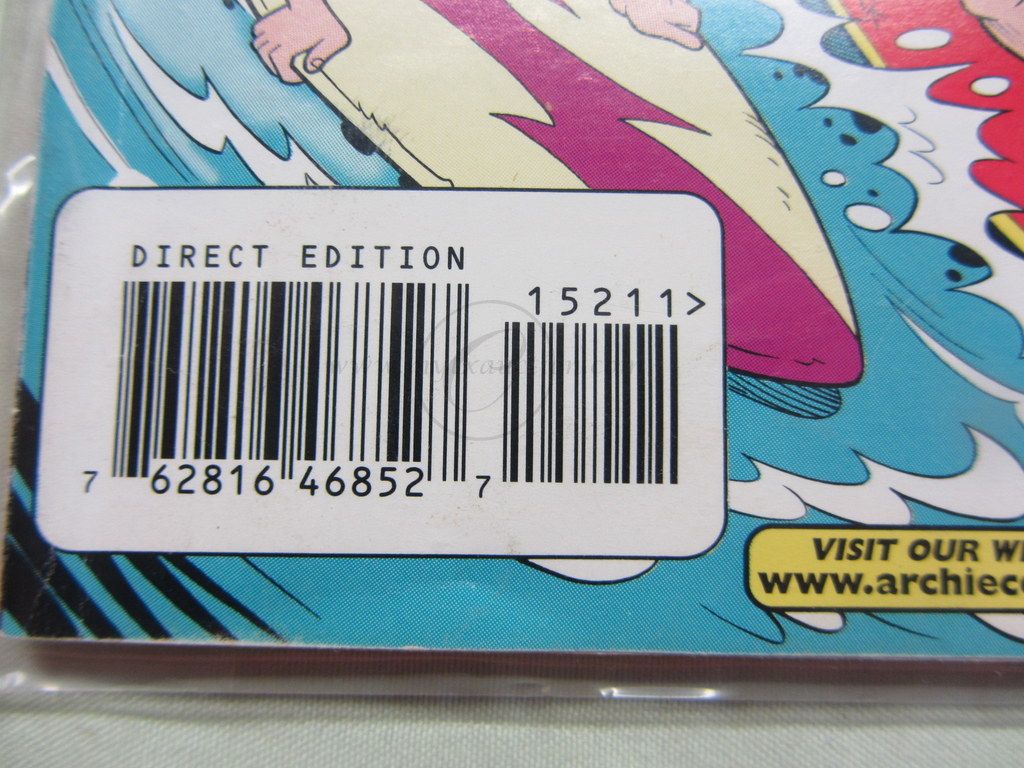 DIRECT EDITION
15211>
7 62816 46852 7
VISIT OUR
www.archiec